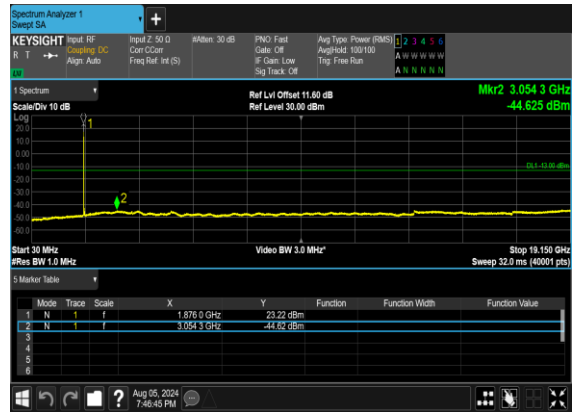 Spectrum Analyzer 1
Swept SA
KEYSIGHT
R T
Input: RF
Coupling: DC
Align: Auto
Input Z: 50 Ω
Corr CCorr
Freq Ref: Int (S)
#Atten: 30 dB
PNO: Fast
Gate: Off
IF Gain: Low
Sig Track: Off
Avg Type: Power (RMS)
Avg|Hold: 100/100
Trig: Free Run
1 2 3 4 5 6
A W W W W W
A N N N N N
1 Spectrum
Scale/Div 10 dB
Ref Lvl Offset 11.60 dB
Ref Level 30.00 dBm
Mkr2 3.054 3 GHz
-44.625 dBm
Log
20.0
10.0
0.00
-10.0
-20.0
-30.0
-40.0
-50.0
-60.0
1
2
DL1 -13.00 dBm
Start 30 MHz
#Res BW 1.0 MHz
Video BW 3.0 MHz*
Stop 19.150 GHz
Sweep 32.0 ms (40001 pts)
5 Marker Table
Mode Trace Scale X Y Function Function Width Function Value
1 N 1 f 1.876 0 GHz 23.22 dBm
2 N 1 f 3.054 3 GHz -44.62 dBm
3
4
5
6
?
Aug 05, 2024
7:46:45 PM